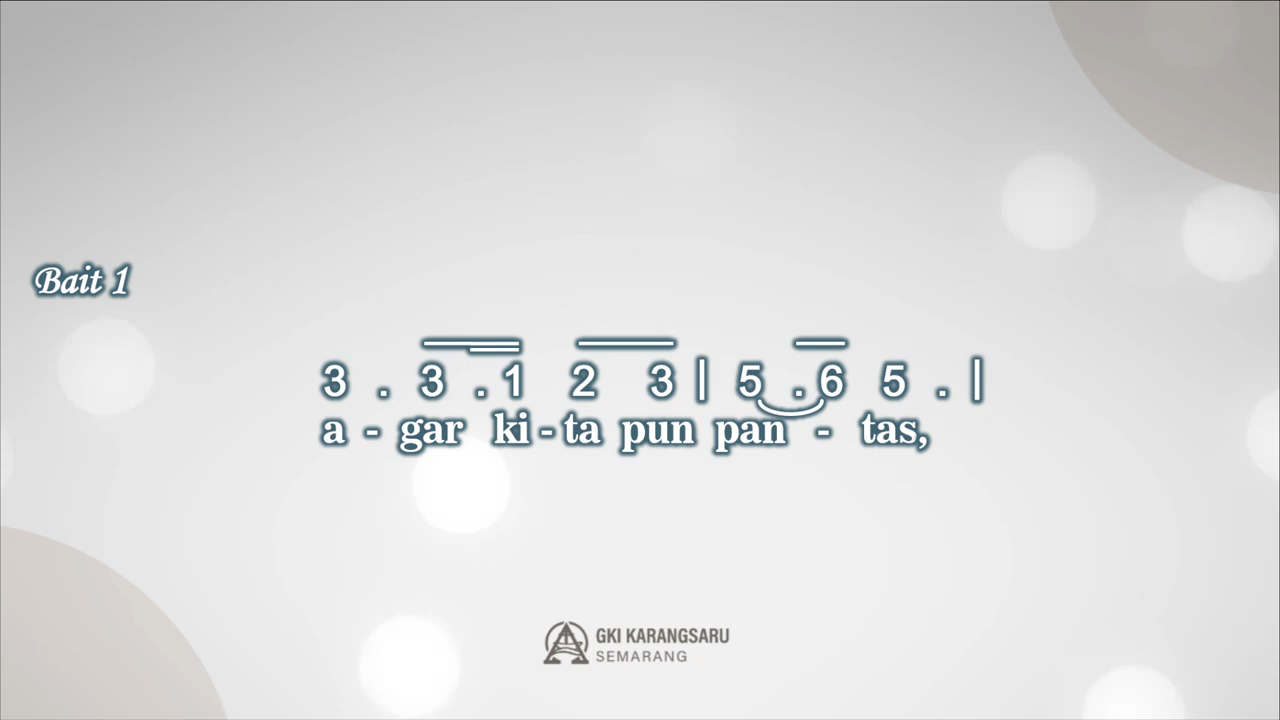 Bait 1
3 . 3 . 1 2 3 | 5 . 6 5 . |
a - gar ki - ta pun pan - tas,
GKI KARANGSARU
SEMARANG